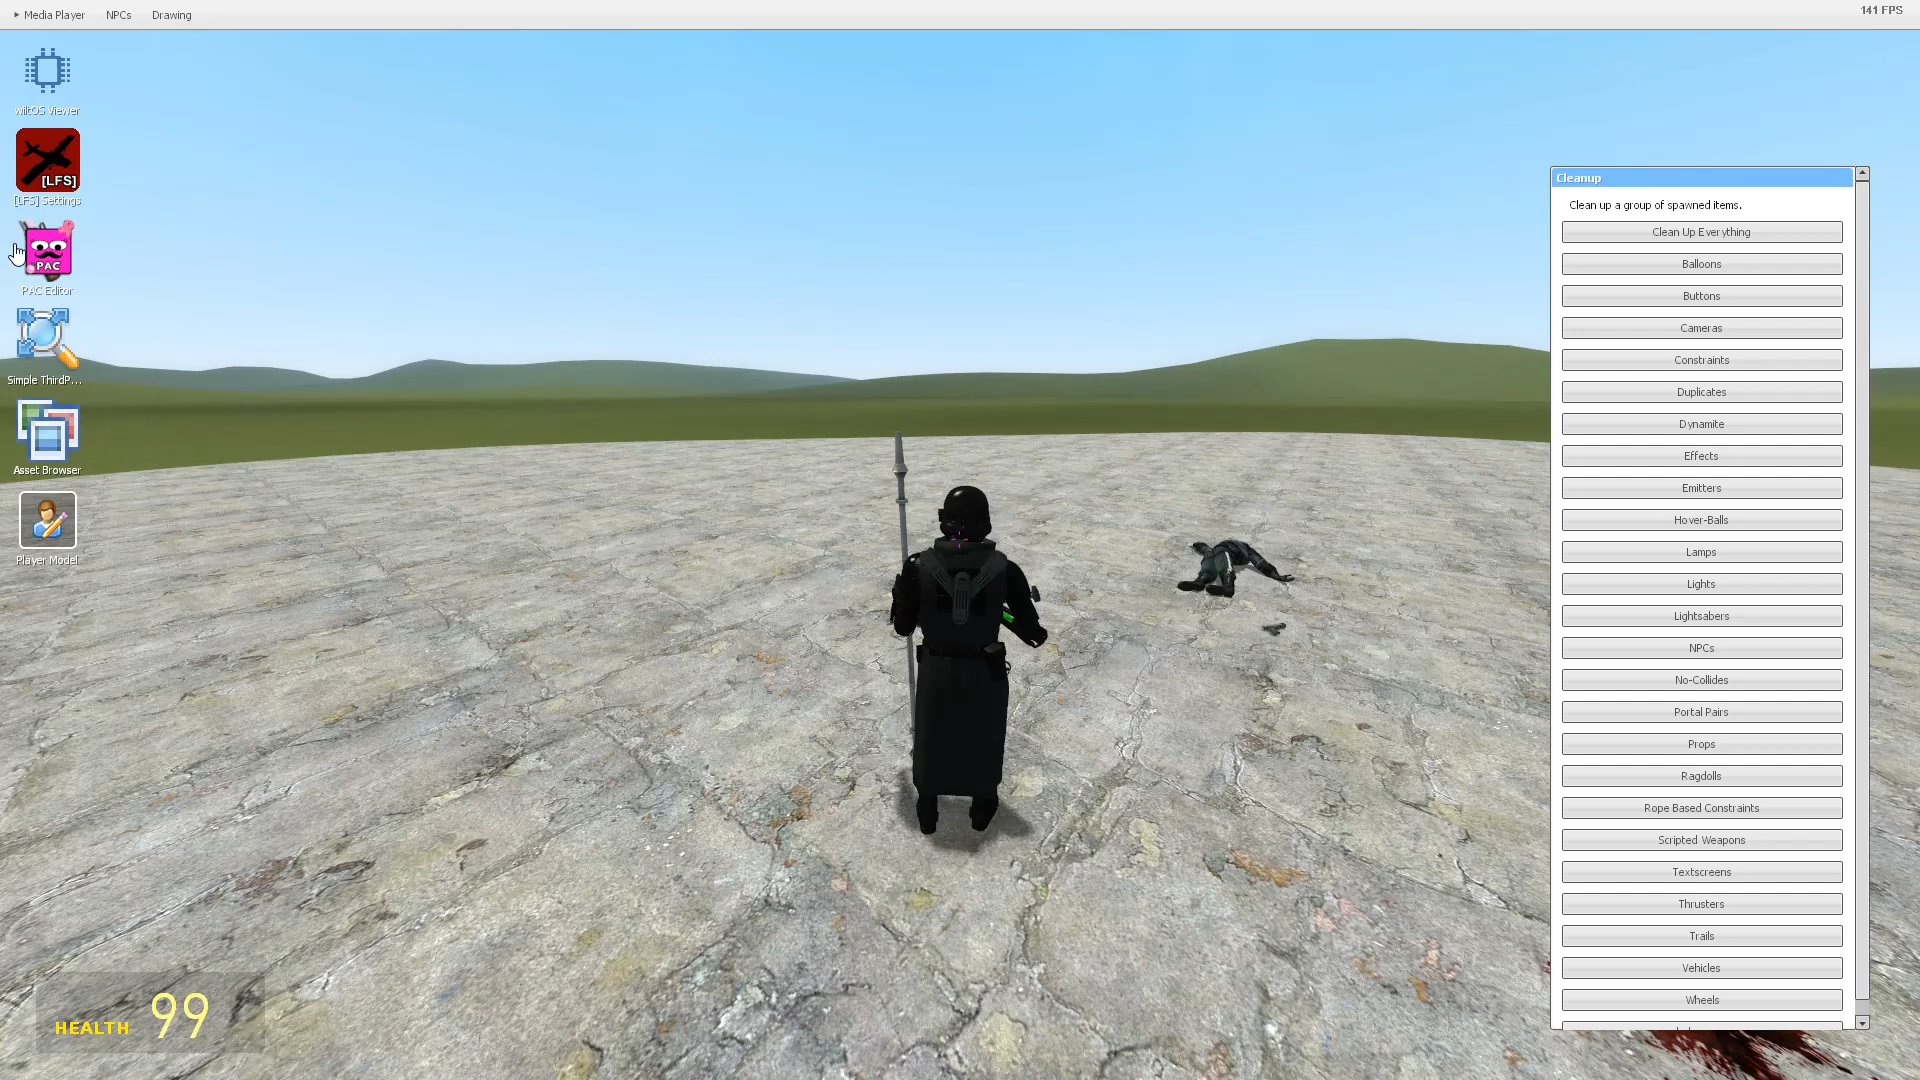 Media Player
NPCs
Drawing
141 FPS
wiltOS Viewer
[LFS]
[LFS] Settings
PAC
PAC Editor
Simple ThirdP...
Asset Browser
Player Model
Cleanup
Clean up a group of spawned items.
Clean Up Everything
Balloons
Buttons
Cameras
Constraints
Duplicates
Dynamite
Effects
Emitters
Hover-Balls
Lamps
Lights
Lightsabers
NPCs
No-Collides
Portal Pairs
Props
Ragdolls
Rope Based Constraints
Scripted Weapons
Textscreens
Thrusters
Trails
Vehicles
Wheels
HEALTH 99